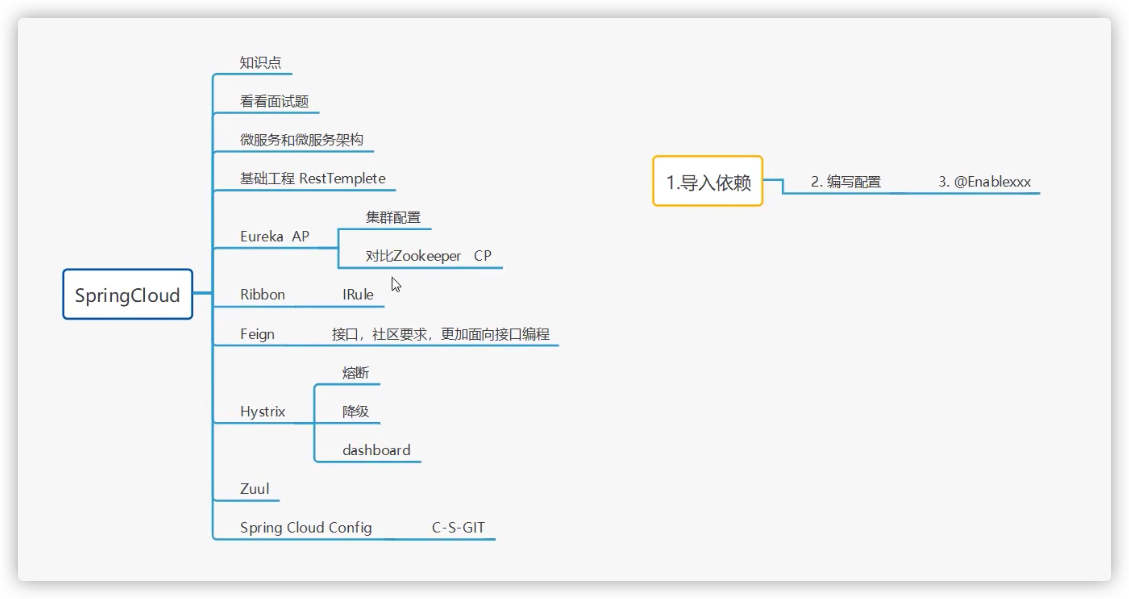 知识点
看看面试题
微服务和微服务架构
基础工程 RestTemplete
集群配置
Eureka AP
对比Zookeeper CP
SpringCloud
Ribbon IRule
Feign 接口，社区要求，更加面向接口编程
熔断
Hystrix 降级
dashboard
Zuul
Spring Cloud Config C-S-GIT
1.导入依赖 2. 编写配置 3. @Enablexxx